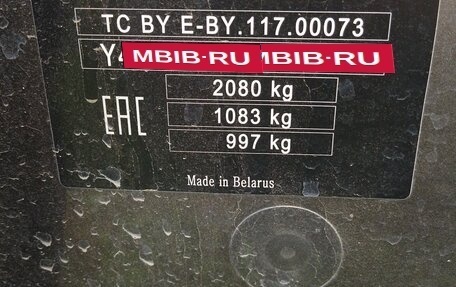 TC BY E-BY.117.00073
Y4 MBIB-RU MBIB-RU
2080 kg
1083 kg
997 kg
EAC
Made in Belarus